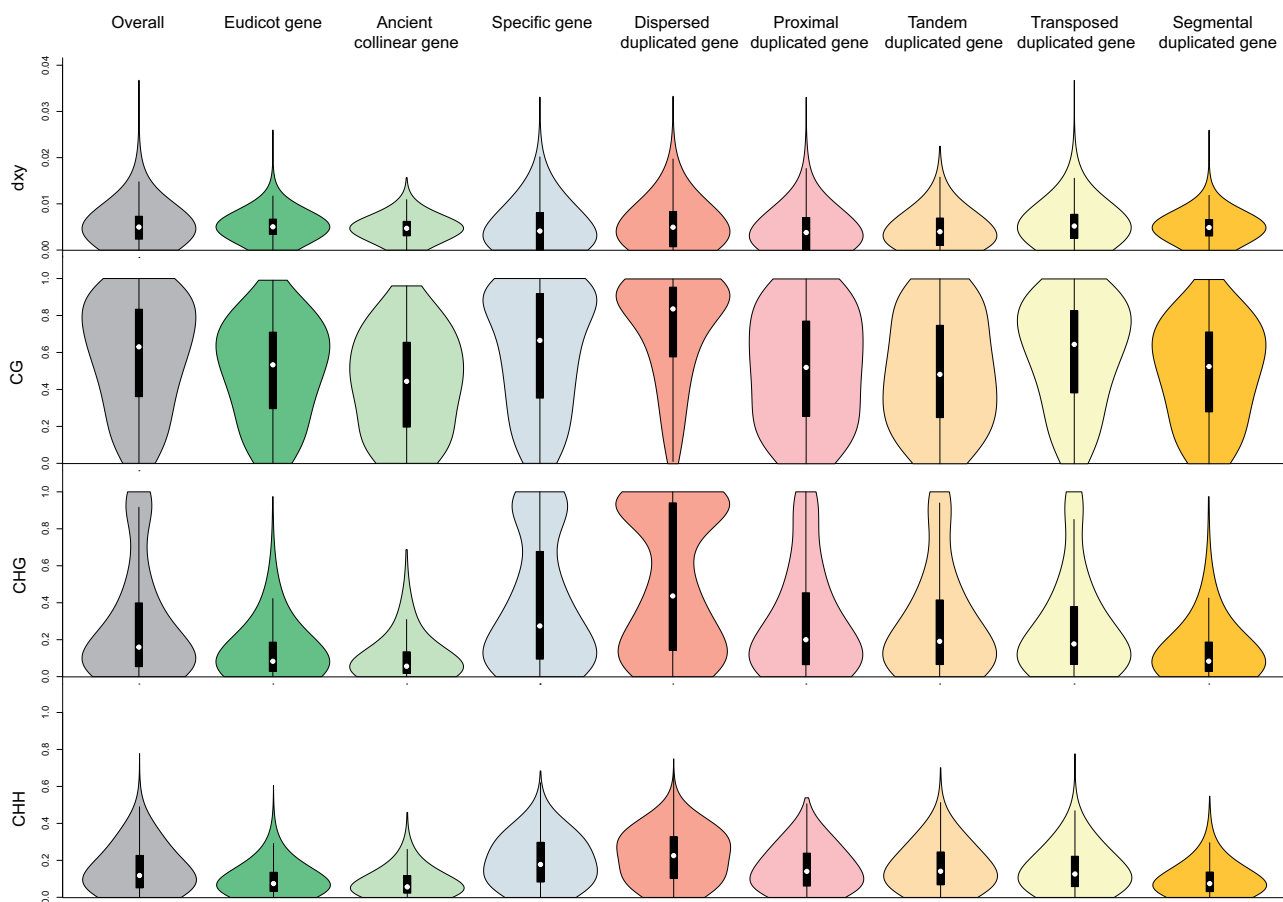 Overall
Eudicot gene
Ancient
collinear gene
Specific gene
Dispersed
duplicated gene
Proximal
duplicated gene
Tandem
duplicated gene
Transposed
duplicated gene
Segmental
duplicated gene
dxy
0.04
0.03
0.02
0.01
0.00
CG
1.0
0.8
0.6
0.4
0.2
0.0
CHG
1.0
0.8
0.6
0.4
0.2
0.0
CHH
1.0
0.8
0.6
0.4
0.2
0.0